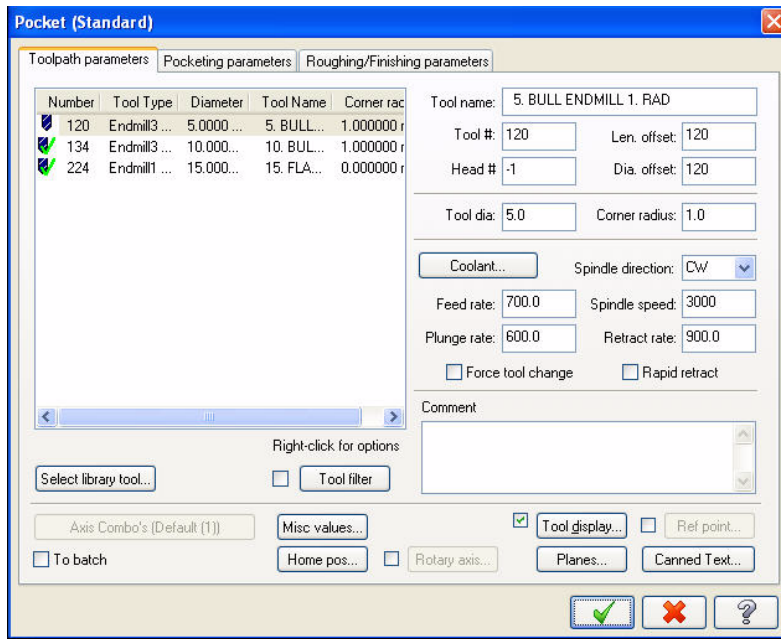 Pocket (Standard)
Toolpath parameters Pocketing parameters Roughing/Finishing parameters
Number Tool Type Diameter Tool Name Corner rac
120 Endmill3 ... 5.0000 ... 5. BULL... 1.000000 r
134 Endmill3 ... 10.000... 10. BUL... 1.000000 r
224 Endmill1 ... 15.000... 15. FLA... 0.000000 r
Tool name: 5. BULL ENDMILL 1. RAD
Tool #: 120 Len. offset: 120
Head # -1 Dia. offset: 120
Tool dia: 5.0 Corner radius: 1.0
Coolant... Spindle direction: CW
Feed rate: 700.0 Spindle speed: 3000
Plunge rate: 600.0 Retract rate: 900.0
Force tool change Rapid retract
Comment
Right-click for options
Select library tool... Tool filter
Axis Combo's (Default (1)) Misc values... Tool display... Ref point...
To batch Home pos... Rotary axis... Planes... Canned Text...
?